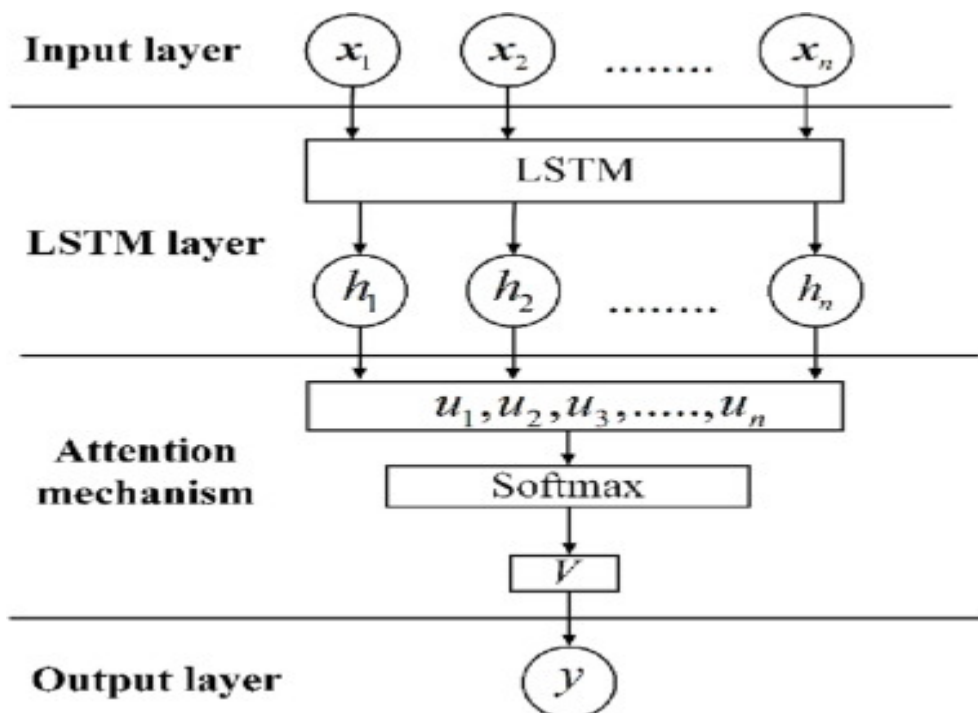 Input layer x₁ x₂ ........ xₙ
LSTM
LSTM layer
h₁ h₂ ........ hₙ
u₁,u₂,u₃,.....,uₙ
Attention
mechanism
Softmax
V
Output layer y